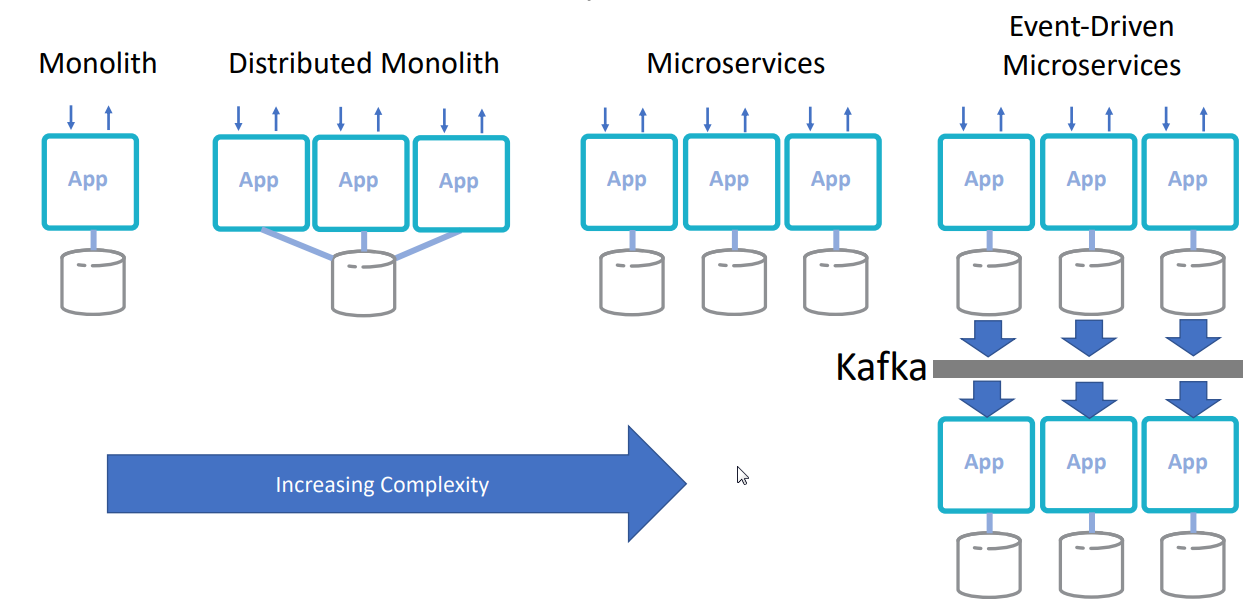 Monolith
Distributed Monolith
Microservices
Event-Driven
Microservices
App
App
App
App
App
App
App
App
App
App
Kafka
App
App
App
Increasing Complexity